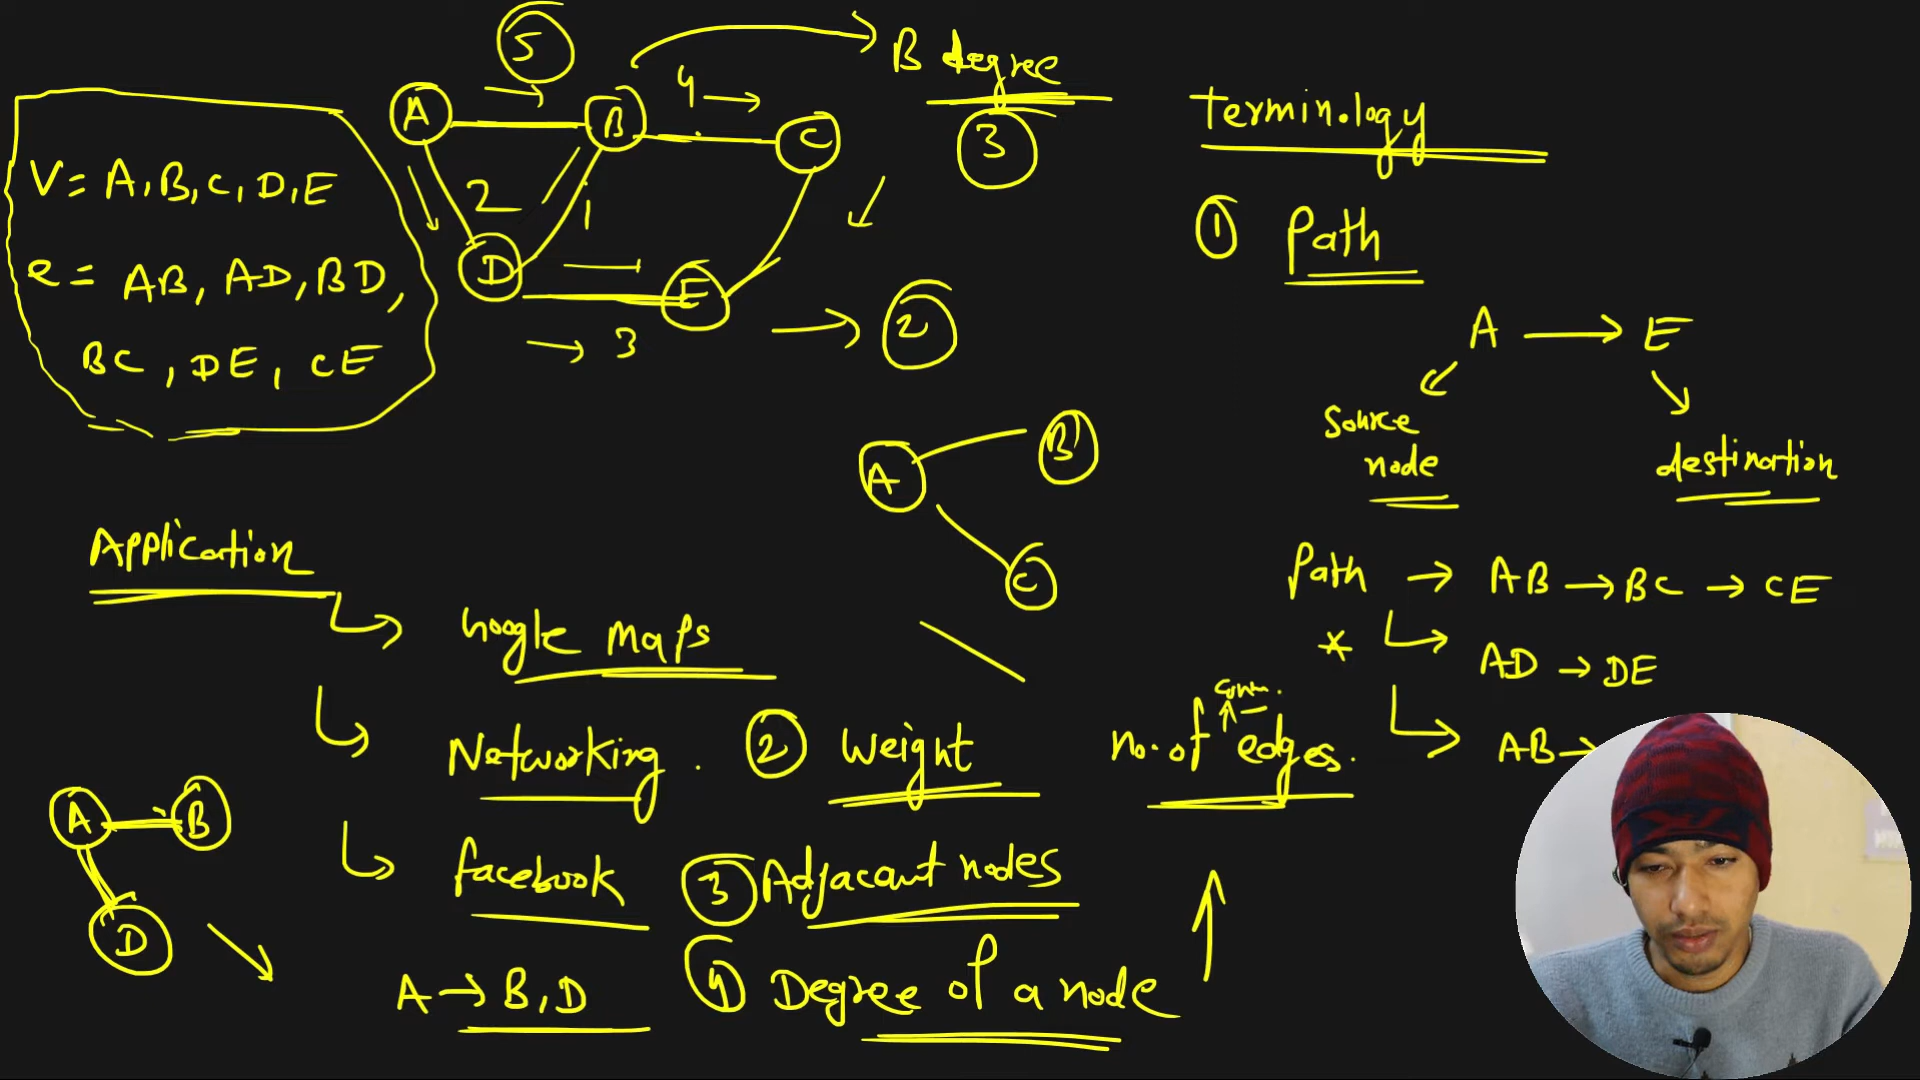 5
B degree
3
A
B
4
C
2
1
D
E
3
2
V = A, B, C, D, E
e = AB, AD, BD,
BC, DE, CE
Terminology
1 Path
A → E
Source
node
destination
Path → AB → BC → CE
* AD → DE
AB →
A
B
C
Application
Google maps
Networking.
facebook
A
B
D
A → B, D
2 Weight
3 Adjacant nodes
4 Degree of a node
no. of edges.